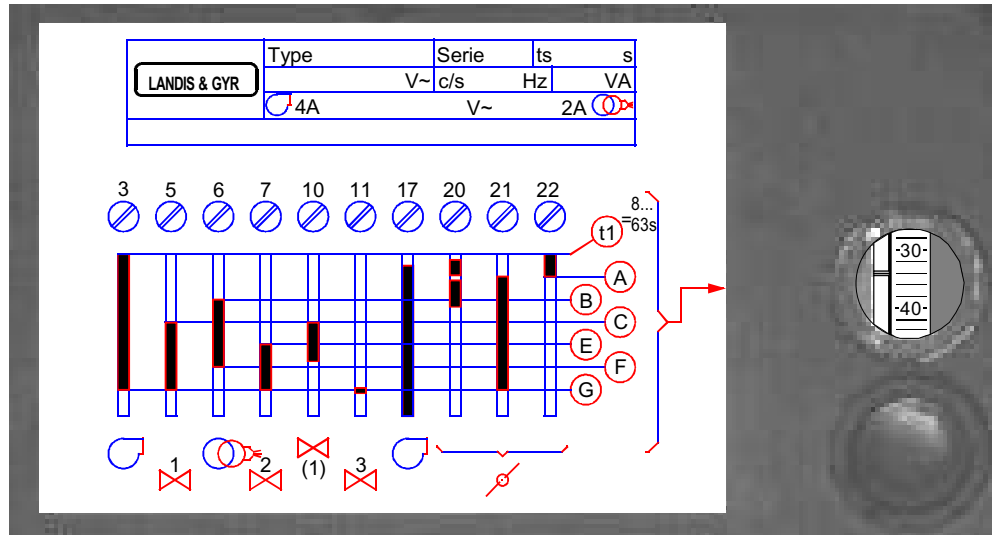 Type Serie ts s
LANDIS & GYR V~ c/s Hz VA
4A V~ 2A
3 5 6 7 10 11 17 20 21 22
8...
t1 =63s
-30-
A
B
-40-
C
E
F
G
1 2 (1) 3